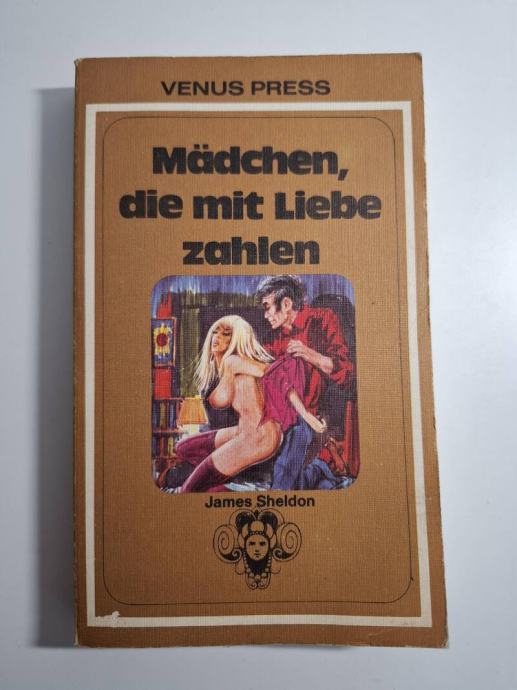 VENUS PRESS
Mädchen,
die mit Liebe
zahlen
James Sheldon